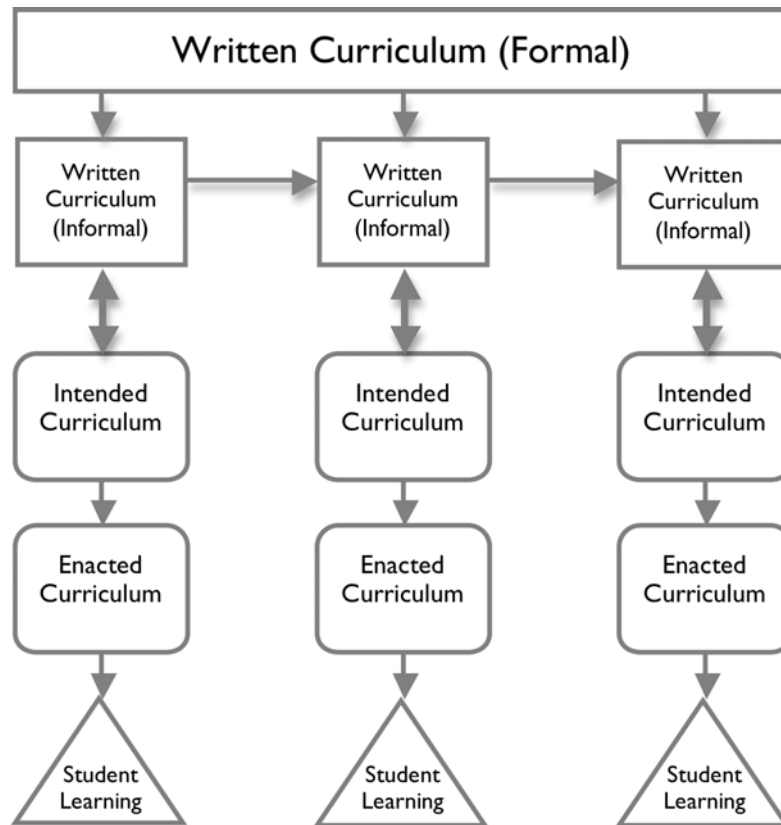 Written Curriculum (Formal)
Written
Curriculum
(Informal)
Written
Curriculum
(Informal)
Written
Curriculum
(Informal)
Intended
Curriculum
Intended
Curriculum
Intended
Curriculum
Enacted
Curriculum
Enacted
Curriculum
Enacted
Curriculum
Student
Learning
Student
Learning
Student
Learning